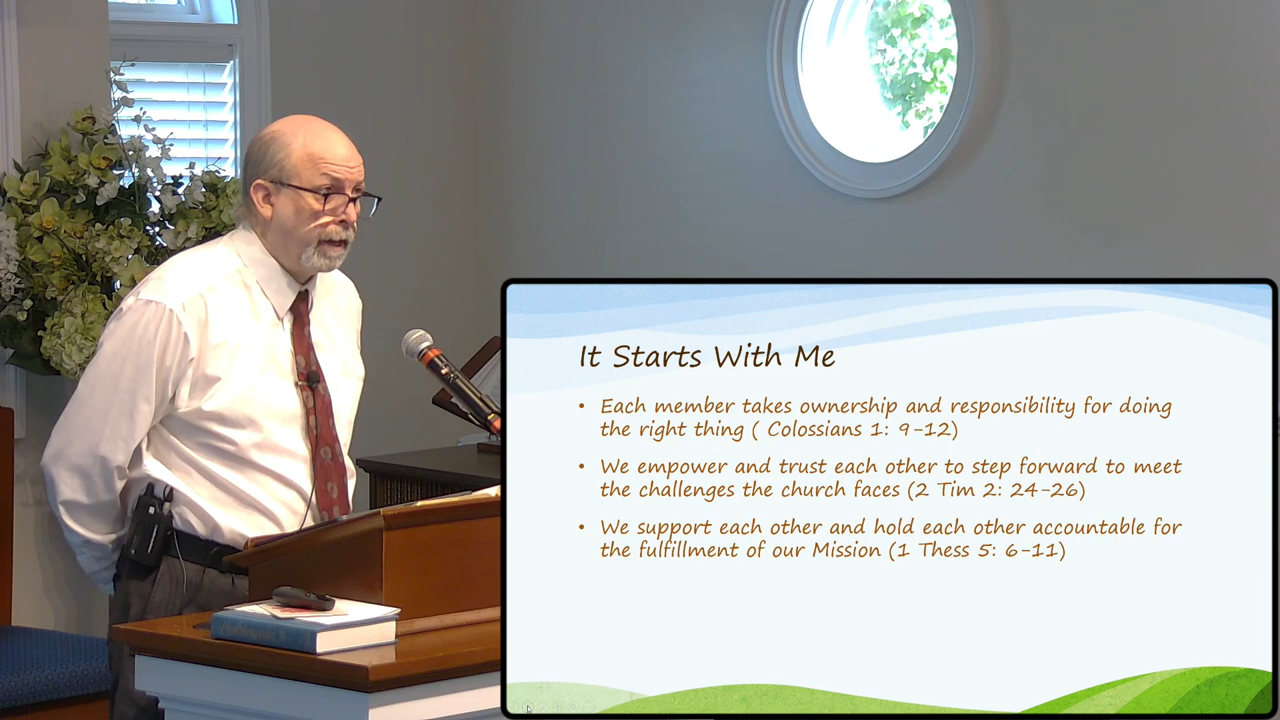 It Starts With Me
• Each member takes ownership and responsibility for doing
the right thing ( Colossians 1: 9-12)
• We empower and trust each other to step forward to meet
the challenges the church faces (2 Tim 2: 24-26)
• We support each other and hold each other accountable for
the fulfillment of our Mission (1 Thess 5: 6-11)